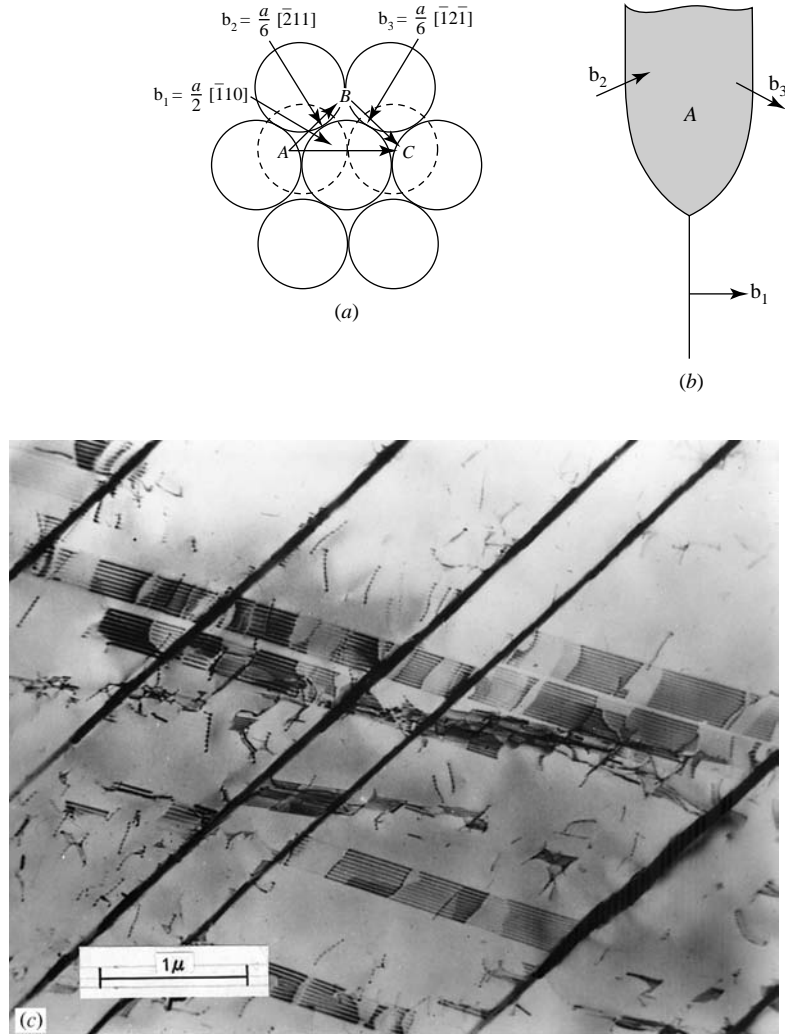 b₂ = a/6 [2̅11]
b₃ = a/6 [1̅21̅]
b₁ = a/2 [1̅10]
B
A
C
(a)
b₂
b₃
A
b₁
(b)
1μ
(c)